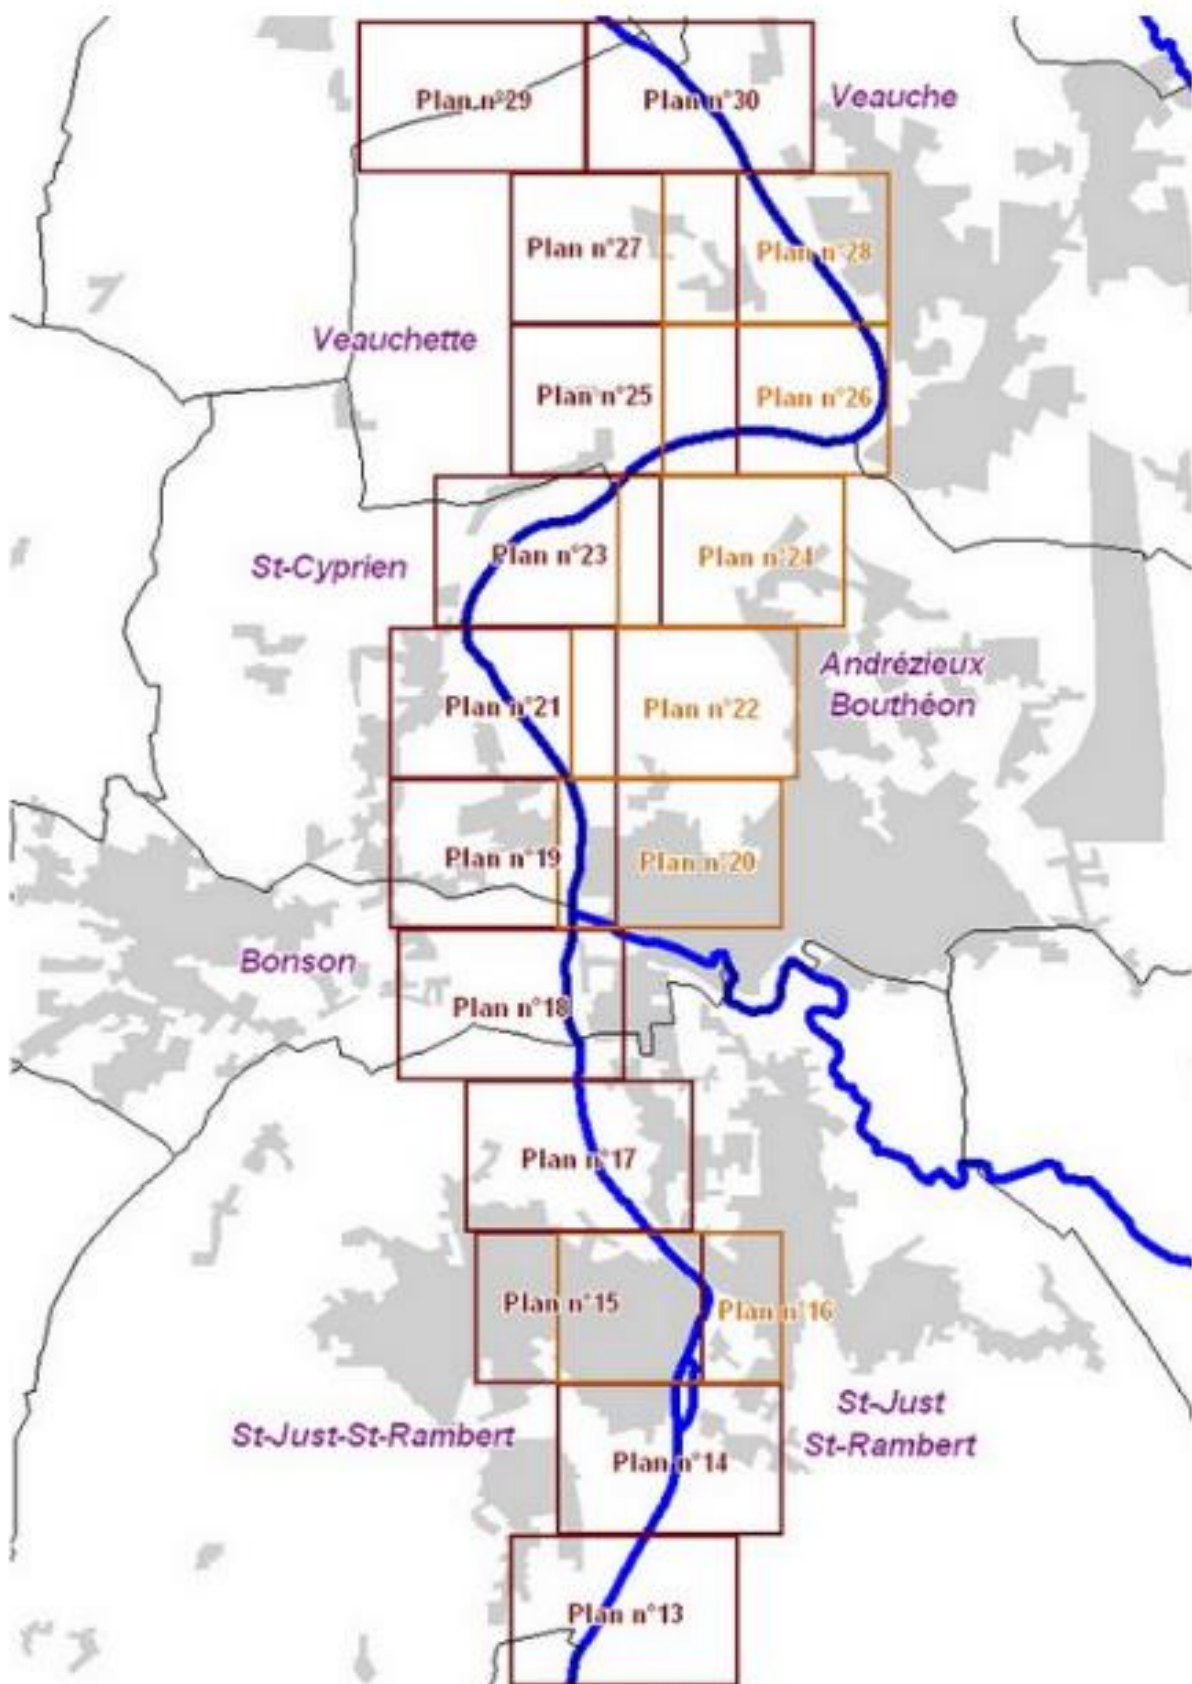 Plan n°29
Plan n°30
Veauche
Plan n°27
Plan n°28
Veauchette
Plan n°25
Plan n°26
St-Cyprien
Plan n°23
Plan n°24
Andrézieux
Bouthéon
Plan n°21
Plan n°22
Plan n°19
Plan n°20
Bonson
Plan n°18
Plan n°17
Plan n°15
Plan n°16
St-Just-St-Rambert
St-Just
St-Rambert
Plan n°14
Plan n°13